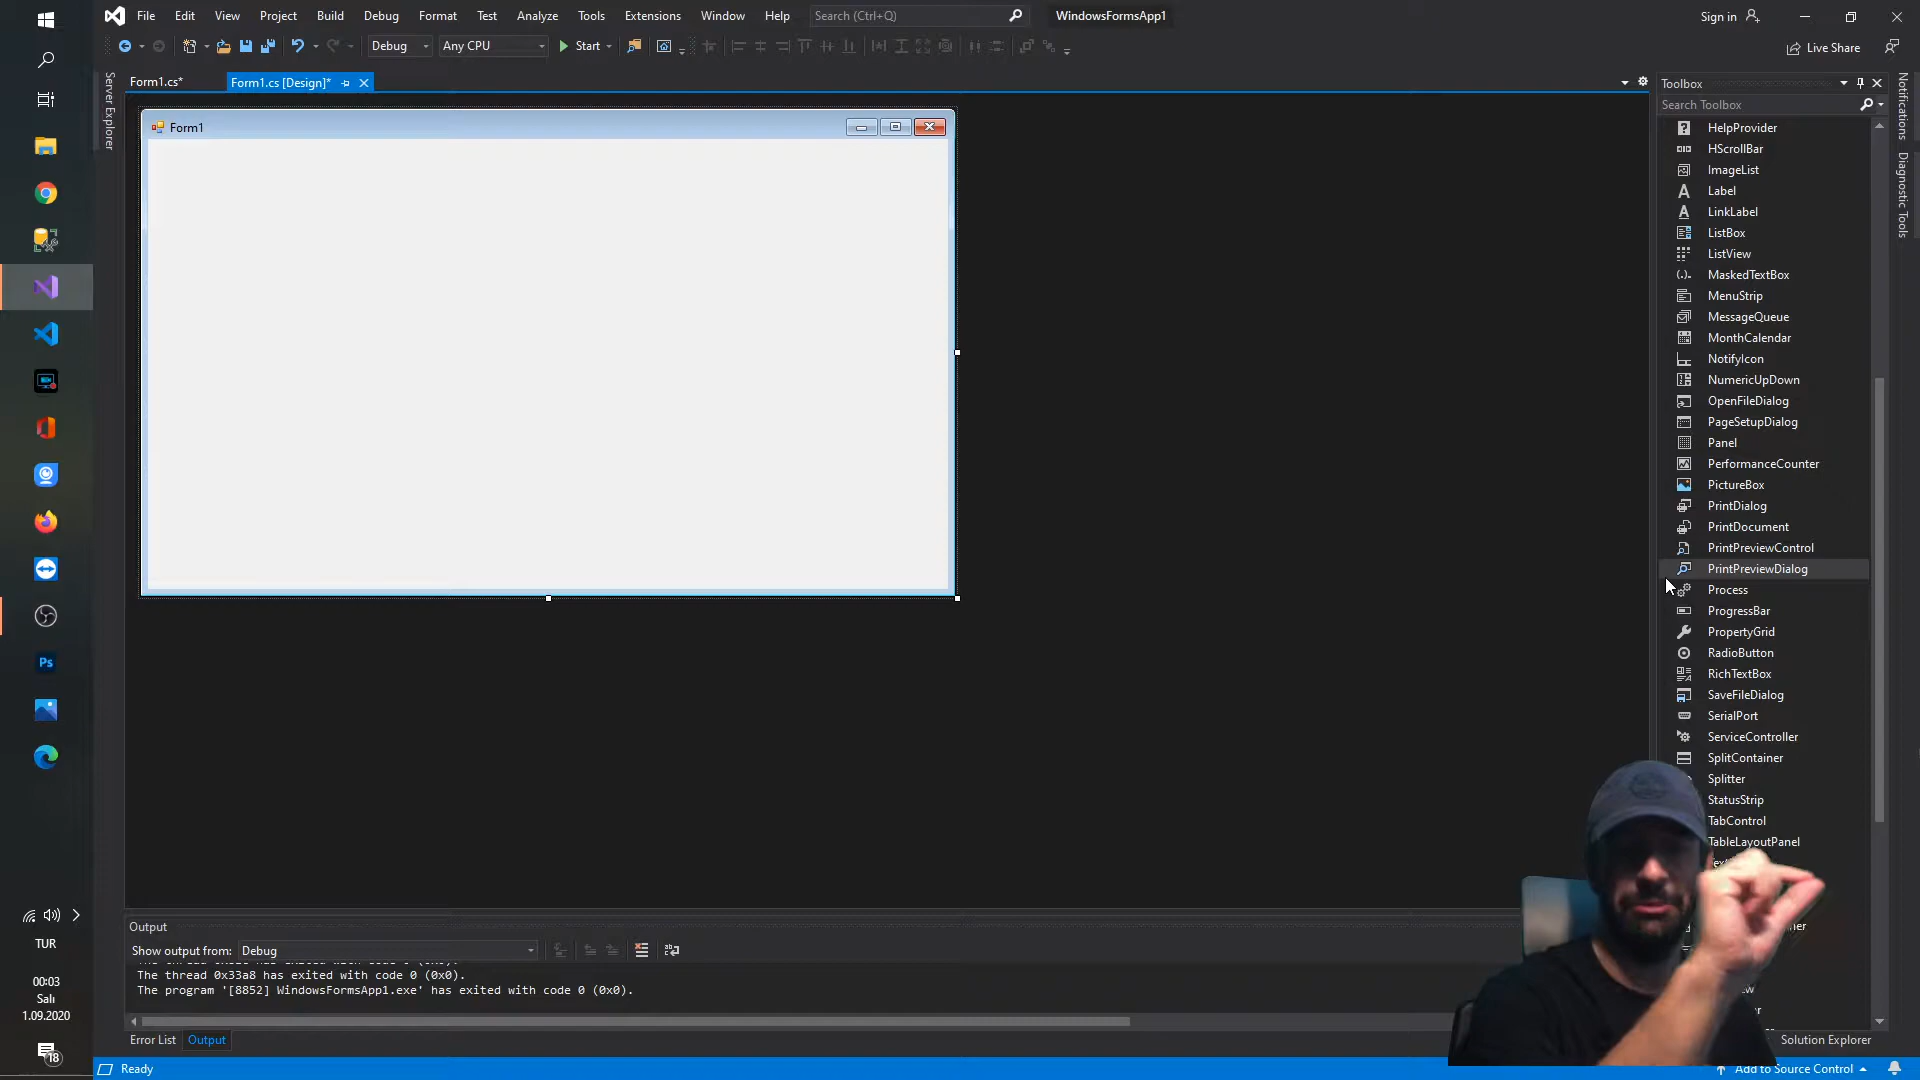 File Edit View Project Build Debug Format Test Analyze Tools Extensions Window Help Search (Ctrl+Q) WindowsFormsApp1 Sign in
Debug Any CPU Start Live Share
Server Explorer
Form1.cs* Form1.cs [Design]*
Form1
Toolbox
Search Toolbox
HelpProvider
HScrollBar
ImageList
Label
LinkLabel
ListBox
ListView
MaskedTextBox
MenuStrip
MessageQueue
MonthCalendar
NotifyIcon
NumericUpDown
OpenFileDialog
PageSetupDialog
Panel
PerformanceCounter
PictureBox
PrintDialog
PrintDocument
PrintPreviewControl
PrintPreviewDialog
Process
ProgressBar
PropertyGrid
RadioButton
RichTextBox
SaveFileDialog
SerialPort
ServiceController
SplitContainer
Splitter
StatusStrip
TabControl
TableLayoutPanel
Notifications
Diagnostic Tools
Output
Show output from: Debug
The thread 0x33a8 has exited with code 0 (0x0).
The program '[8852] WindowsFormsApp1.exe' has exited with code 0 (0x0).
Error List Output
Solution Explorer
Ready
Add to Source Control
Ps
TUR
00:03
Salı
1.09.2020
18